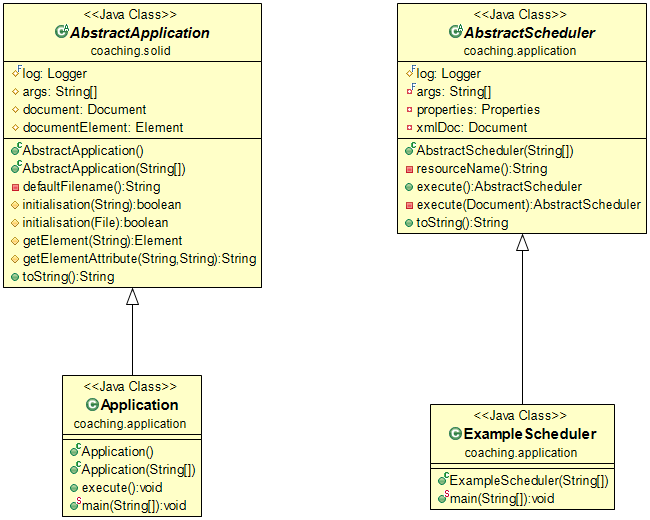 <<Java Class>>
AbstractApplication
coaching.solid
log: Logger
args: String[]
document: Document
documentElement: Element
AbstractApplication()
AbstractApplication(String[])
defaultFilename():String
initialisation(String):boolean
initialisation(File):boolean
getElement(String):Element
getElementAttribute(String,String):String
toString():String
<<Java Class>>
AbstractScheduler
coaching.application
log: Logger
args: String[]
properties: Properties
xmlDoc: Document
AbstractScheduler(String[])
resourceName():String
execute():AbstractScheduler
execute(Document):AbstractScheduler
toString():String
<<Java Class>>
Application
coaching.application
Application()
Application(String[])
execute():void
main(String[]):void
<<Java Class>>
ExampleScheduler
coaching.application
ExampleScheduler(String[])
main(String[]):void